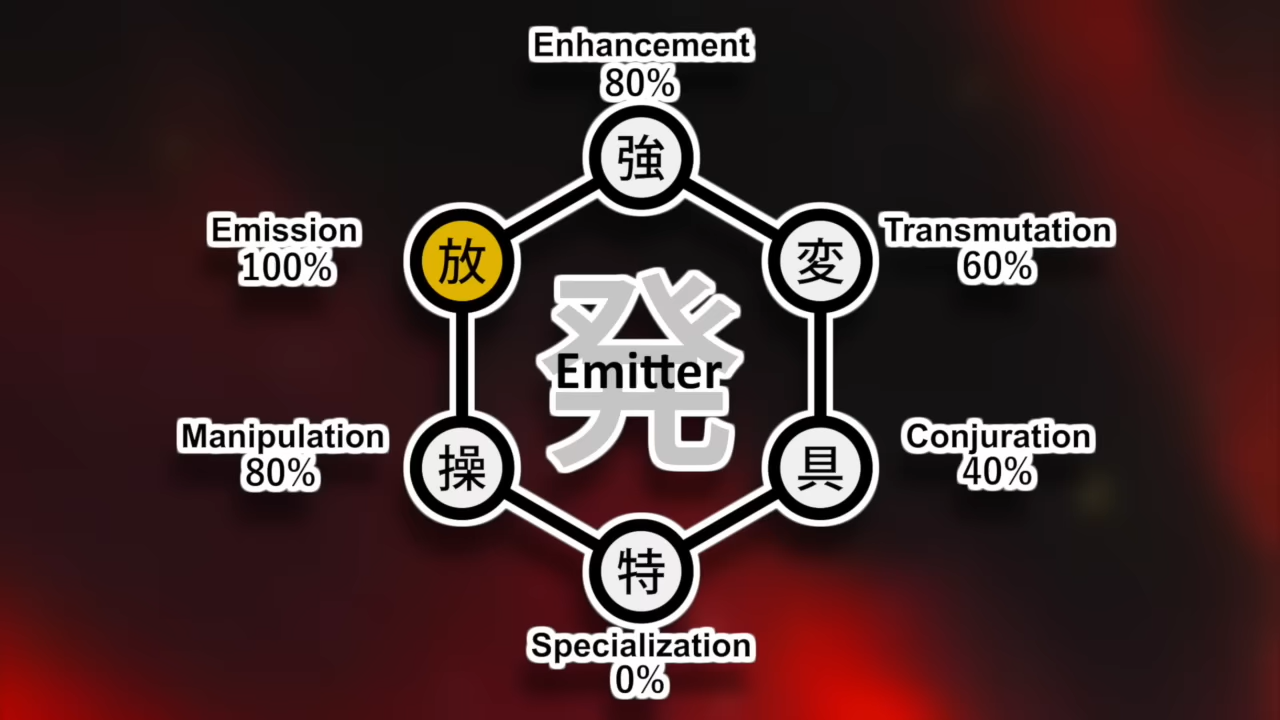 Enhancement
80%
強
Emission
100%
放
変
Transmutation
60%
発
Emitter
Manipulation
80%
操
具
Conjuration
40%
特
Specialization
0%